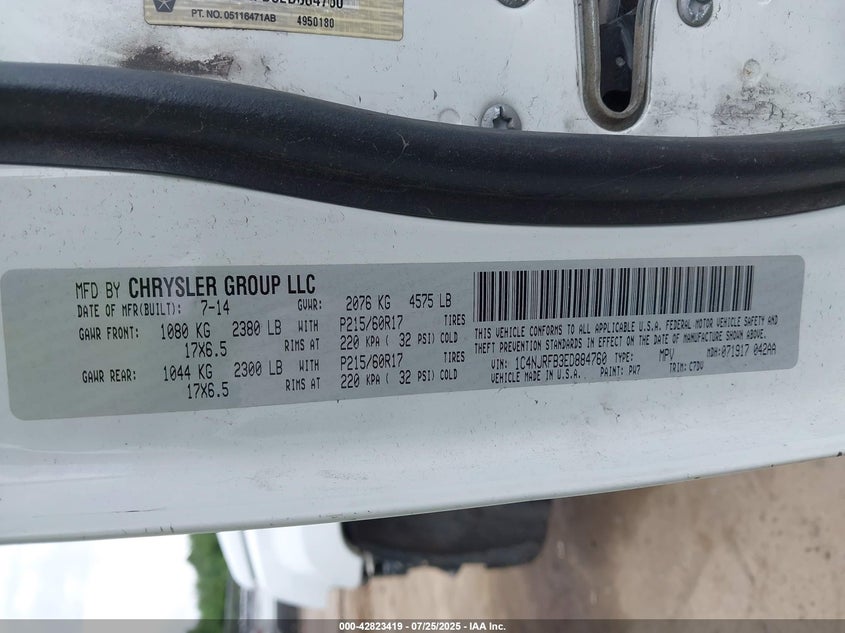 PT. NO. 05116471AB 4950180
MFD BY CHRYSLER GROUP LLC
DATE OF MFR(BUILT): 7-14 GVWR: 2076 KG 4575 LB
GAWR FRONT: 1080 KG 2380 LB WITH P215/60R17 TIRES
17X6.5 RIMS AT 220 KPA ( 32 PSI) COLD
GAWR REAR: 1044 KG 2300 LB WITH P215/60R17 TIRES
17X6.5 RIMS AT 220 KPA ( 32 PSI) COLD
THIS VEHICLE CONFORMS TO ALL APPLICABLE U.S.A. FEDERAL MOTOR VEHICLE SAFETY AND
THEFT PREVENTION STANDARDS IN EFFECT ON THE DATE OF MANUFACTURE SHOWN ABOVE.
VIN: 1C4NJRFB3ED884760 TYPE: MPV MDH:071917 042AA
VEHICLE MADE IN U.S.A. PAINT: PW7 TRIM: C7DV
000-42823419 | 07/25/2025 | IAA Inc.